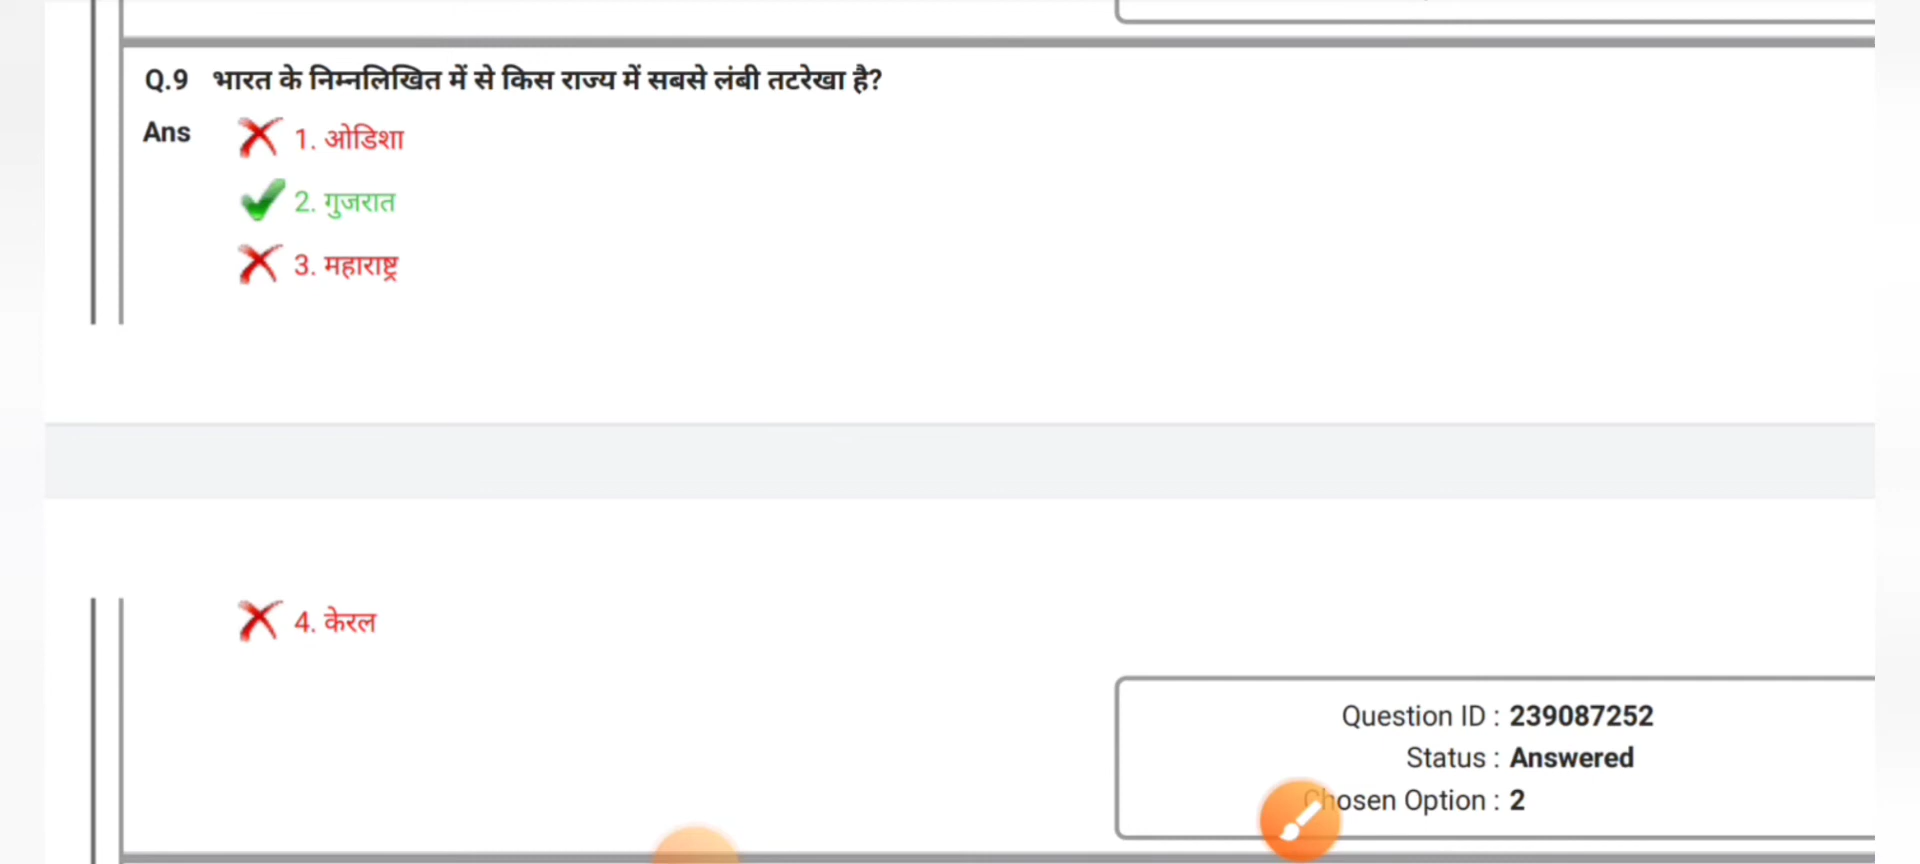 Q.9 भारत के निम्नलिखित में से किस राज्य में सबसे लंबी तटरेखा है?
Ans 1. ओडिशा
2. गुजरात
3. महाराष्ट्र
4. केरल
Question ID : 239087252
Status : Answered
Chosen Option : 2